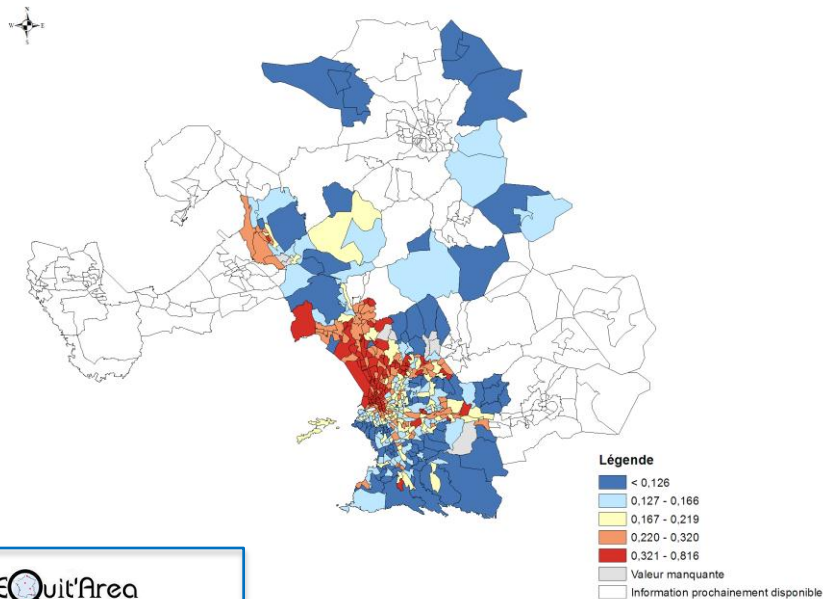 N
W E
S
Légende
< 0,126
0,127 - 0,166
0,167 - 0,219
0,220 - 0,320
0,321 - 0,816
Valeur manquante
Information prochainement disponible
EQuit'Area